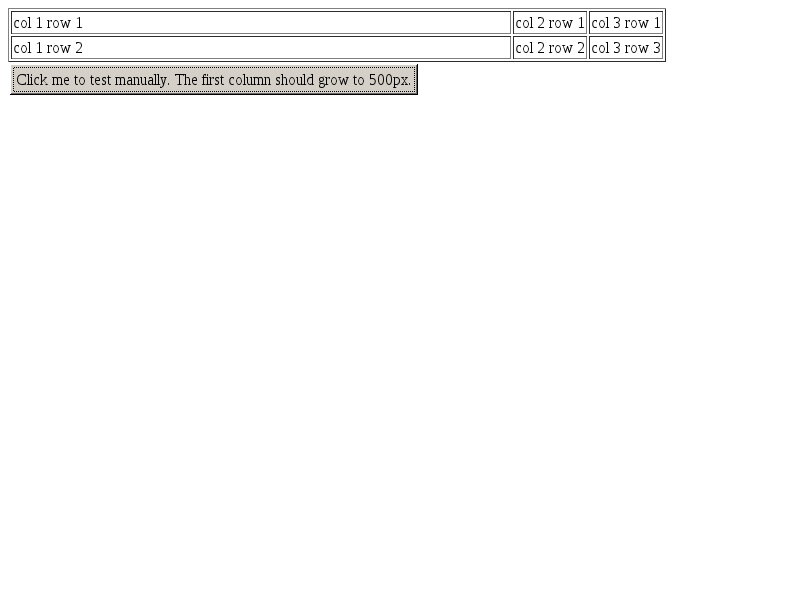 col 1 row 1 col 2 row 1 col 3 row 1
col 1 row 2 col 2 row 2 col 3 row 3
Click me to test manually. The first column should grow to 500px.